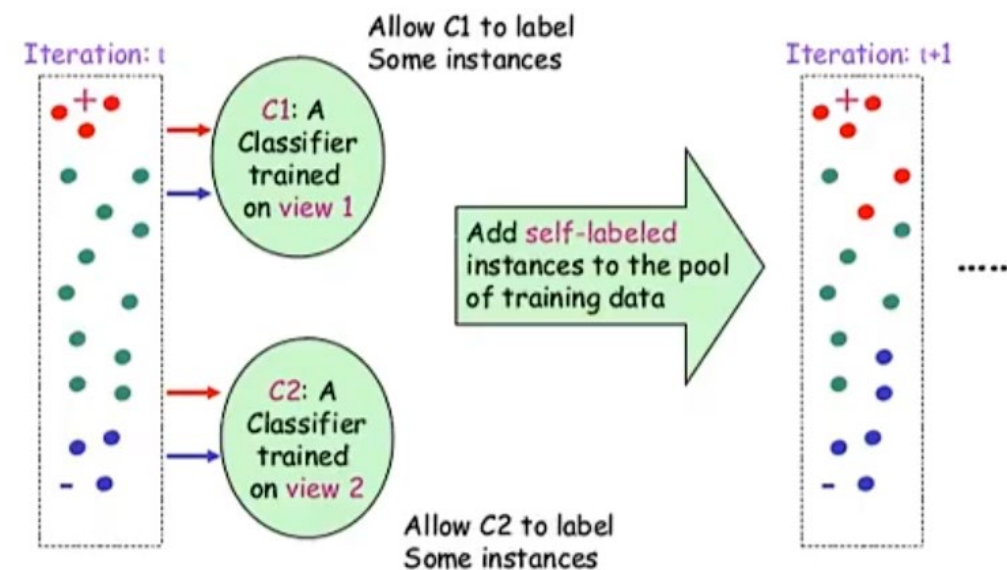 Allow C1 to label
Some instances
Iteration: t
+
C1: A
Classifier
trained
on view 1
Add self-labeled
instances to the pool
of training data
C2: A
Classifier
trained
on view 2
-
Allow C2 to label
Some instances
Iteration: t+1
+
-
......